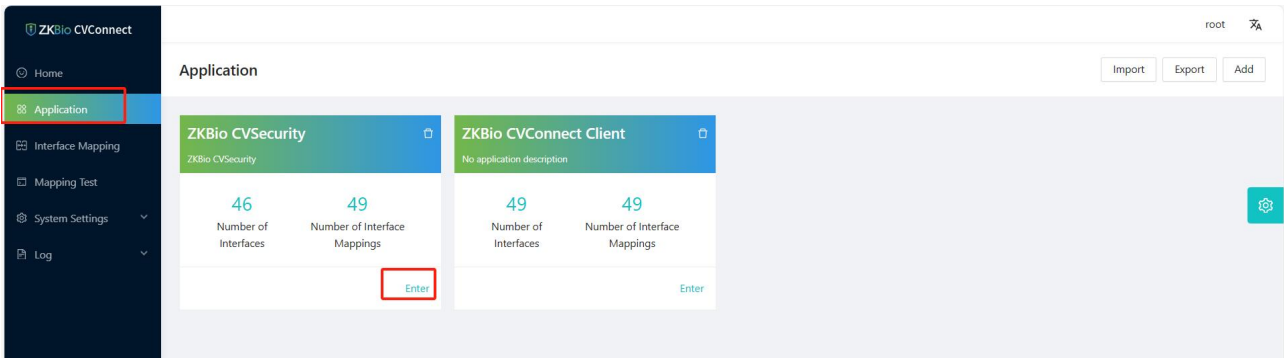 ZKBio CVConnect
root
Home
Application
Import
Export
Add
Application
Interface Mapping
Mapping Test
System Settings
Log
ZKBio CVSecurity
ZKBio CVSecurity
46
49
Number of
Interfaces
Number of Interface
Mappings
Enter
ZKBio CVConnect Client
No application description
49
49
Number of
Interfaces
Number of Interface
Mappings
Enter